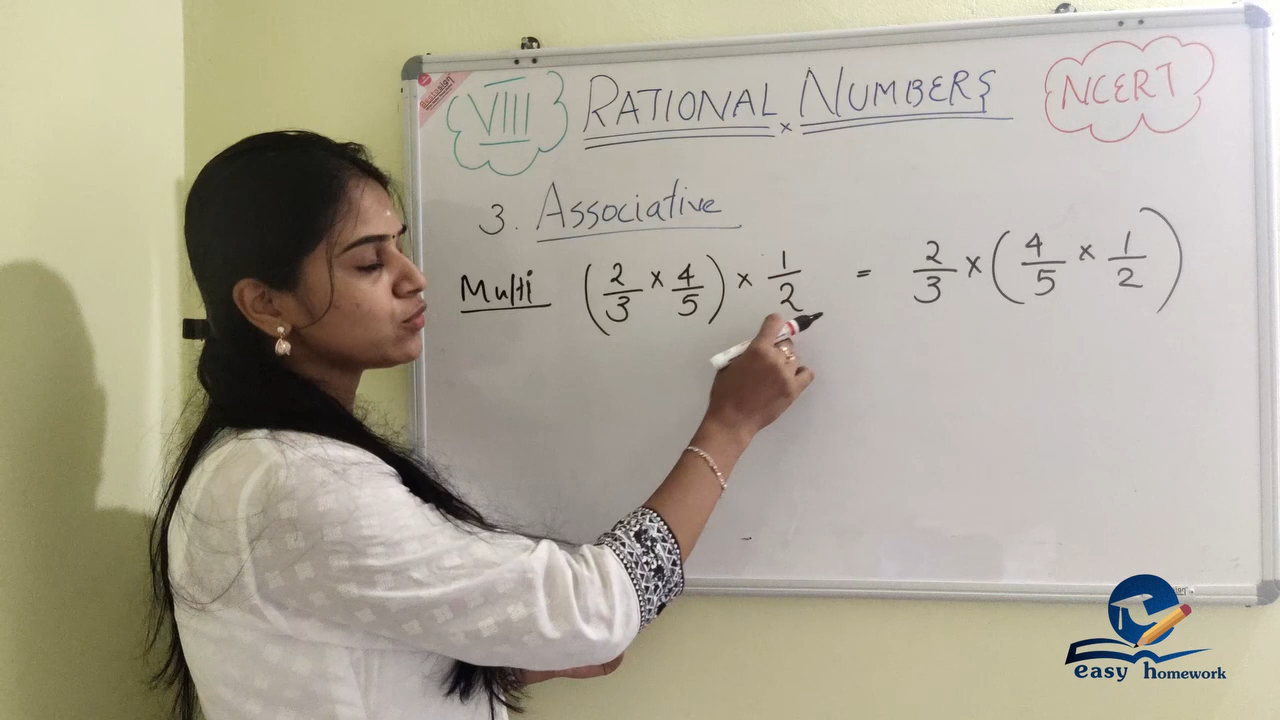 VIII RATIONAL NUMBERS NCERT
3. Associative
Multi (2/3 × 4/5) × 1/2 = 2/3 × (4/5 × 1/2)
easy homework